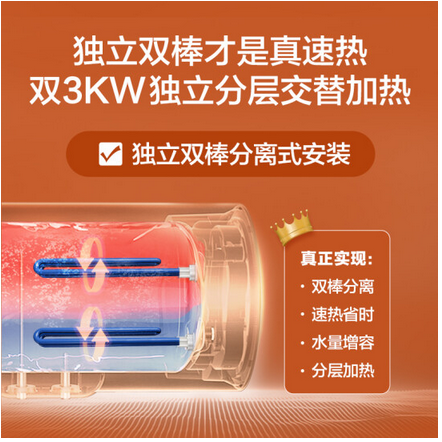 独立双棒才是真速热
双3KW独立分层交替加热
独立双棒分离式安装
真正实现:
·双棒分离
·速热省时
·水量增容
·分层加热